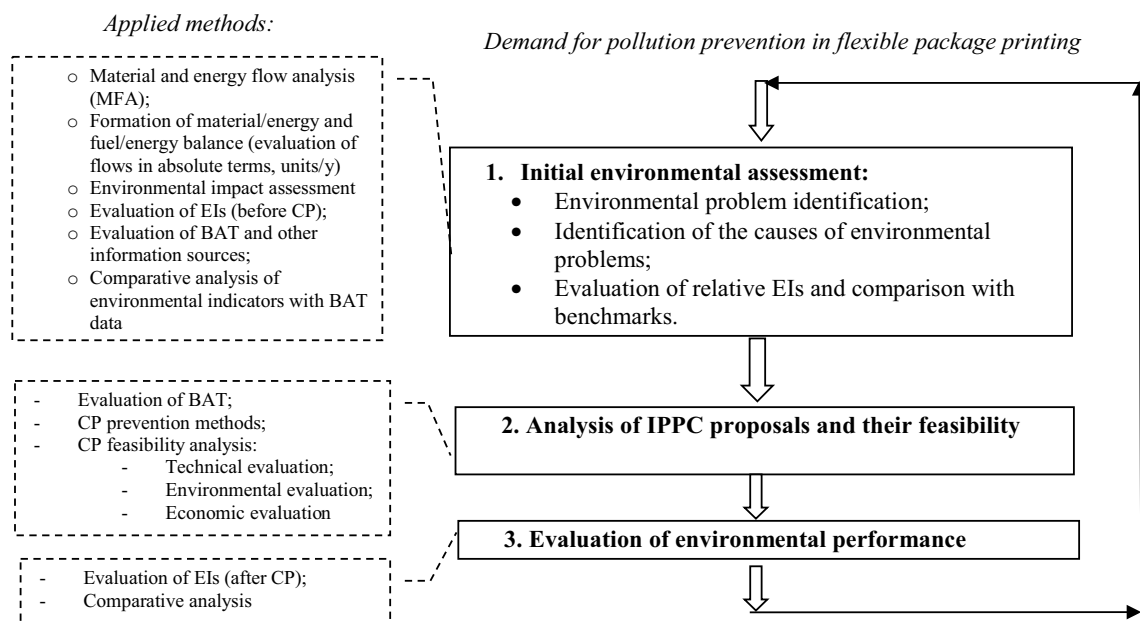 Applied methods:
Demand for pollution prevention in flexible package printing
o Material and energy flow analysis
(MFA);
o Formation of material/energy and
fuel/energy balance (evaluation of
flows in absolute terms, units/y)
o Environmental impact assessment
o Evaluation of EIs (before CP);
o Evaluation of BAT and other
information sources;
o Comparative analysis of
environmental indicators with BAT
data
1. Initial environmental assessment:
• Environmental problem identification;
• Identification of the causes of environmental
problems;
• Evaluation of relative EIs and comparison with
benchmarks.
- Evaluation of BAT;
- CP prevention methods;
- CP feasibility analysis:
- Technical evaluation;
- Environmental evaluation;
- Economic evaluation
2. Analysis of IPPC proposals and their feasibility
3. Evaluation of environmental performance
- Evaluation of EIs (after CP);
- Comparative analysis